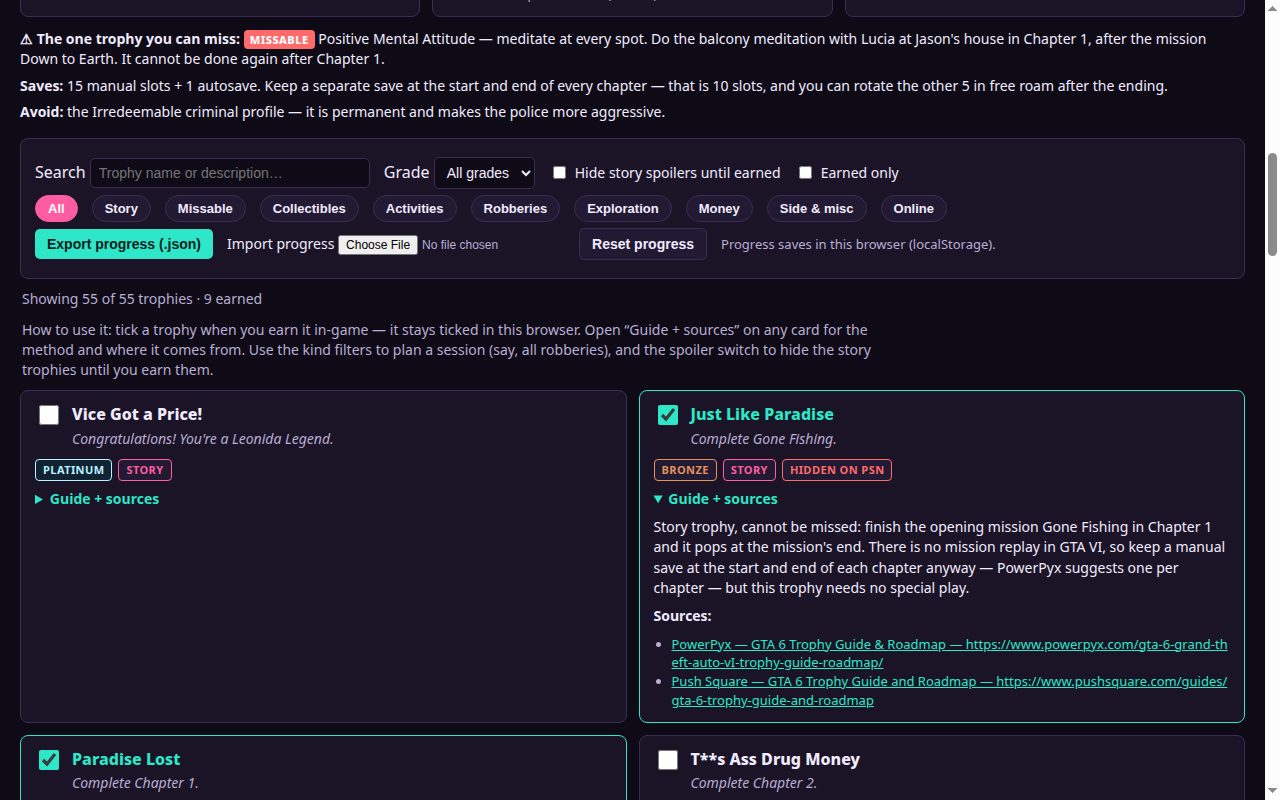 ⚠ The one trophy you can miss: MISSABLE Positive Mental Attitude — meditate at every spot. Do the balcony meditation with Lucia at Jason's house in Chapter 1, after the mission
Down to Earth. It cannot be done again after Chapter 1.
Saves: 15 manual slots + 1 autosave. Keep a separate save at the start and end of every chapter — that is 10 slots, and you can rotate the other 5 in free roam after the ending.
Avoid: the Irredeemable criminal profile — it is permanent and makes the police more aggressive.
Search Trophy name or description… Grade All grades Hide story spoilers until earned Earned only
All Story Missable Collectibles Activities Robberies Exploration Money Side & misc Online
Export progress (.json) Import progress Choose File No file chosen Reset progress Progress saves in this browser (localStorage).
Showing 55 of 55 trophies · 9 earned
How to use it: tick a trophy when you earn it in-game — it stays ticked in this browser. Open “Guide + sources” on any card for the
method and where it comes from. Use the kind filters to plan a session (say, all robberies), and the spoiler switch to hide the story
trophies until you earn them.
Vice Got a Price!
Congratulations! You're a Leonida Legend.
PLATINUM STORY
Guide + sources
Just Like Paradise
Complete Gone Fishing.
BRONZE STORY HIDDEN ON PSN
Guide + sources
Story trophy, cannot be missed: finish the opening mission Gone Fishing in Chapter 1
and it pops at the mission's end. There is no mission replay in GTA VI, so keep a manual
save at the start and end of each chapter anyway — PowerPyx suggests one per
chapter — but this trophy needs no special play.
Sources:
PowerPyx — GTA 6 Trophy Guide & Roadmap — https://www.powerpyx.com/gta-6-grand-th
eft-auto-vI-trophy-guide-roadmap/
Push Square — GTA 6 Trophy Guide and Roadmap — https://www.pushsquare.com/guides/
gta-6-trophy-guide-and-roadmap
Paradise Lost
Complete Chapter 1.
T**s Ass Drug Money
Complete Chapter 2.